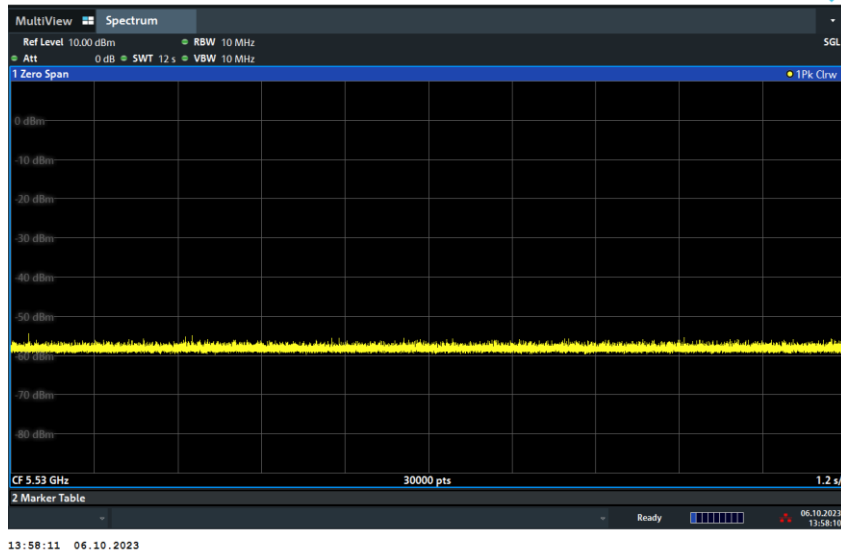 MultiView Spectrum
Ref Level 10.00 dBm RBW 10 MHz SGL
Att 0 dB SWT 12 s VBW 10 MHz
1 Zero Span 1Pk Clrw
0 dBm
-10 dBm
-20 dBm
-30 dBm
-40 dBm
-50 dBm
-60 dBm
-70 dBm
-80 dBm
CF 5.53 GHz 30000 pts 1.2 s/
2 Marker Table
Ready 06.10.2023
13:58:10
13:58:11 06.10.2023